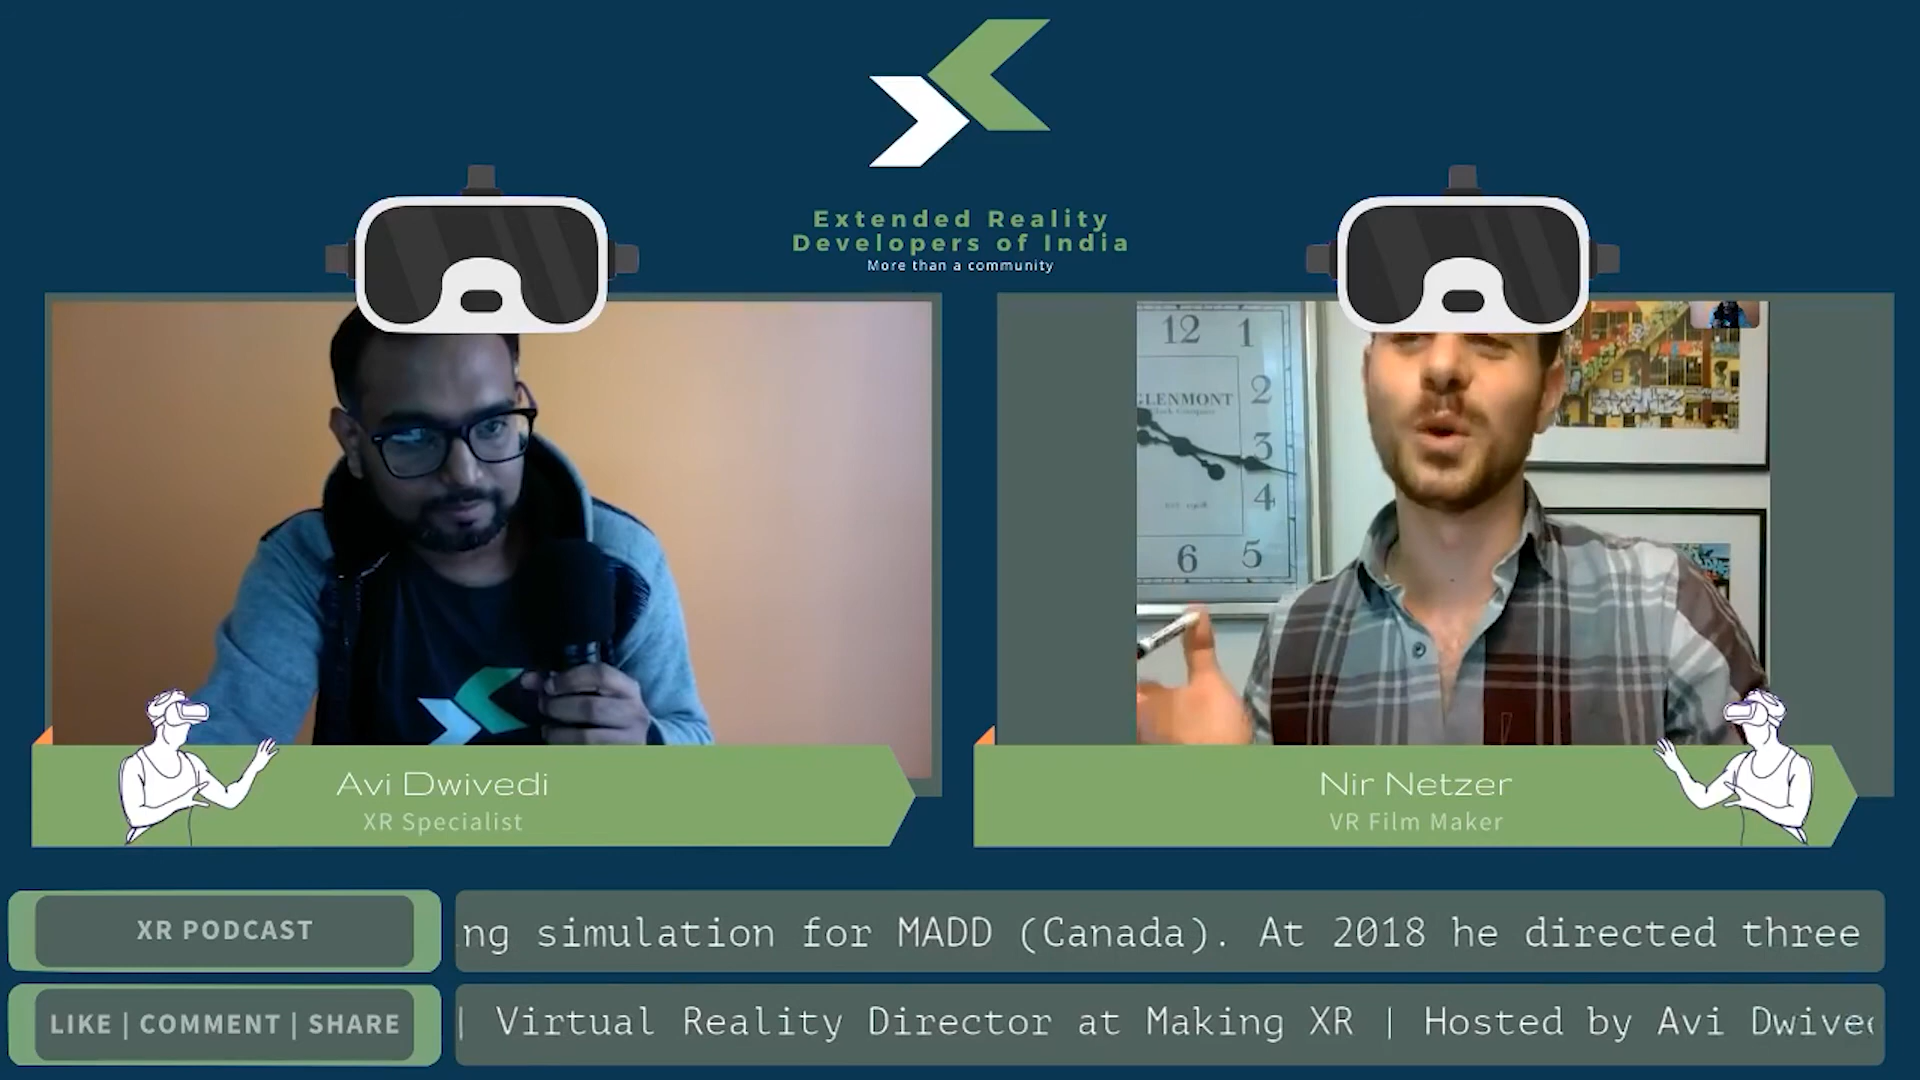 Extended Reality
Developers of India
More than a community
12 1
2
GLENMONT
Clock Company
3
4
6 5
Avi Dwivedi
XR Specialist
Nir Netzer
VR Film Maker
XR PODCAST
ng simulation for MADD (Canada). At 2018 he directed three
LIKE | COMMENT | SHARE
| Virtual Reality Director at Making XR | Hosted by Avi Dwive